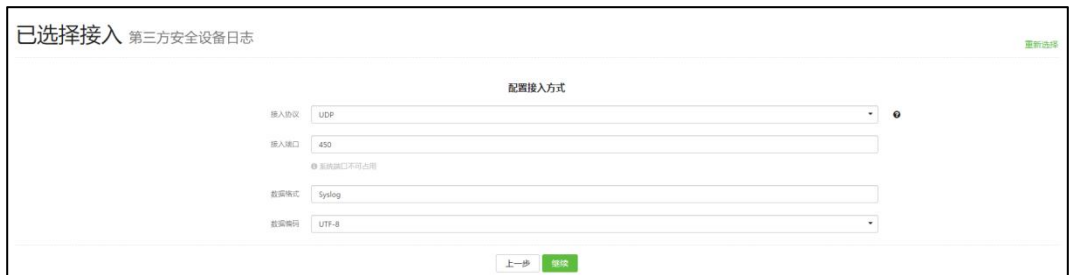 已选择接入 第三方安全设备日志
重新选择
配置接入方式
接入协议 UDP
接入端口 450
系统端口不可占用
数据格式 Syslog
数据编码 UTF-8
上一步 继续